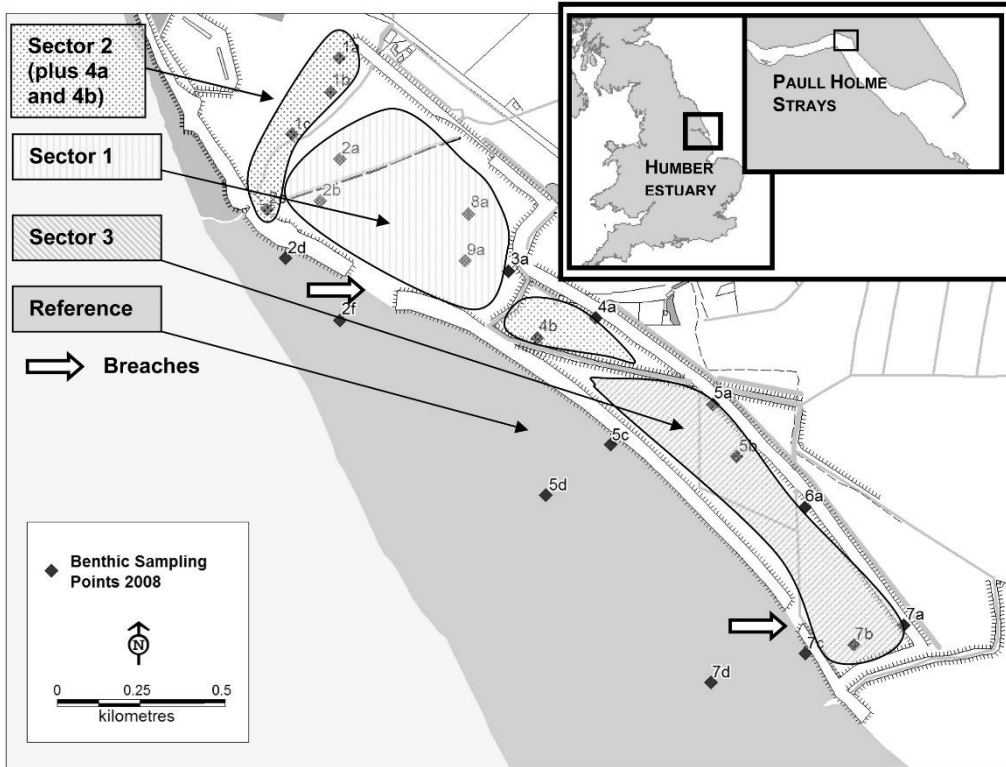 Sector 2
(plus 4a
and 4b)
Sector 1
Sector 3
Reference
Breaches
1a
1b
1c
2a
2b
8a
9a
2d
2f
3a
4a
4b
5a
5b
5c
5d
6a
7a
7b
7c
7d
HUMBER
ESTUARY
PAULL HOLME
STRAYS
Benthic Sampling
Points 2008
N
0 0.25 0.5
kilometres